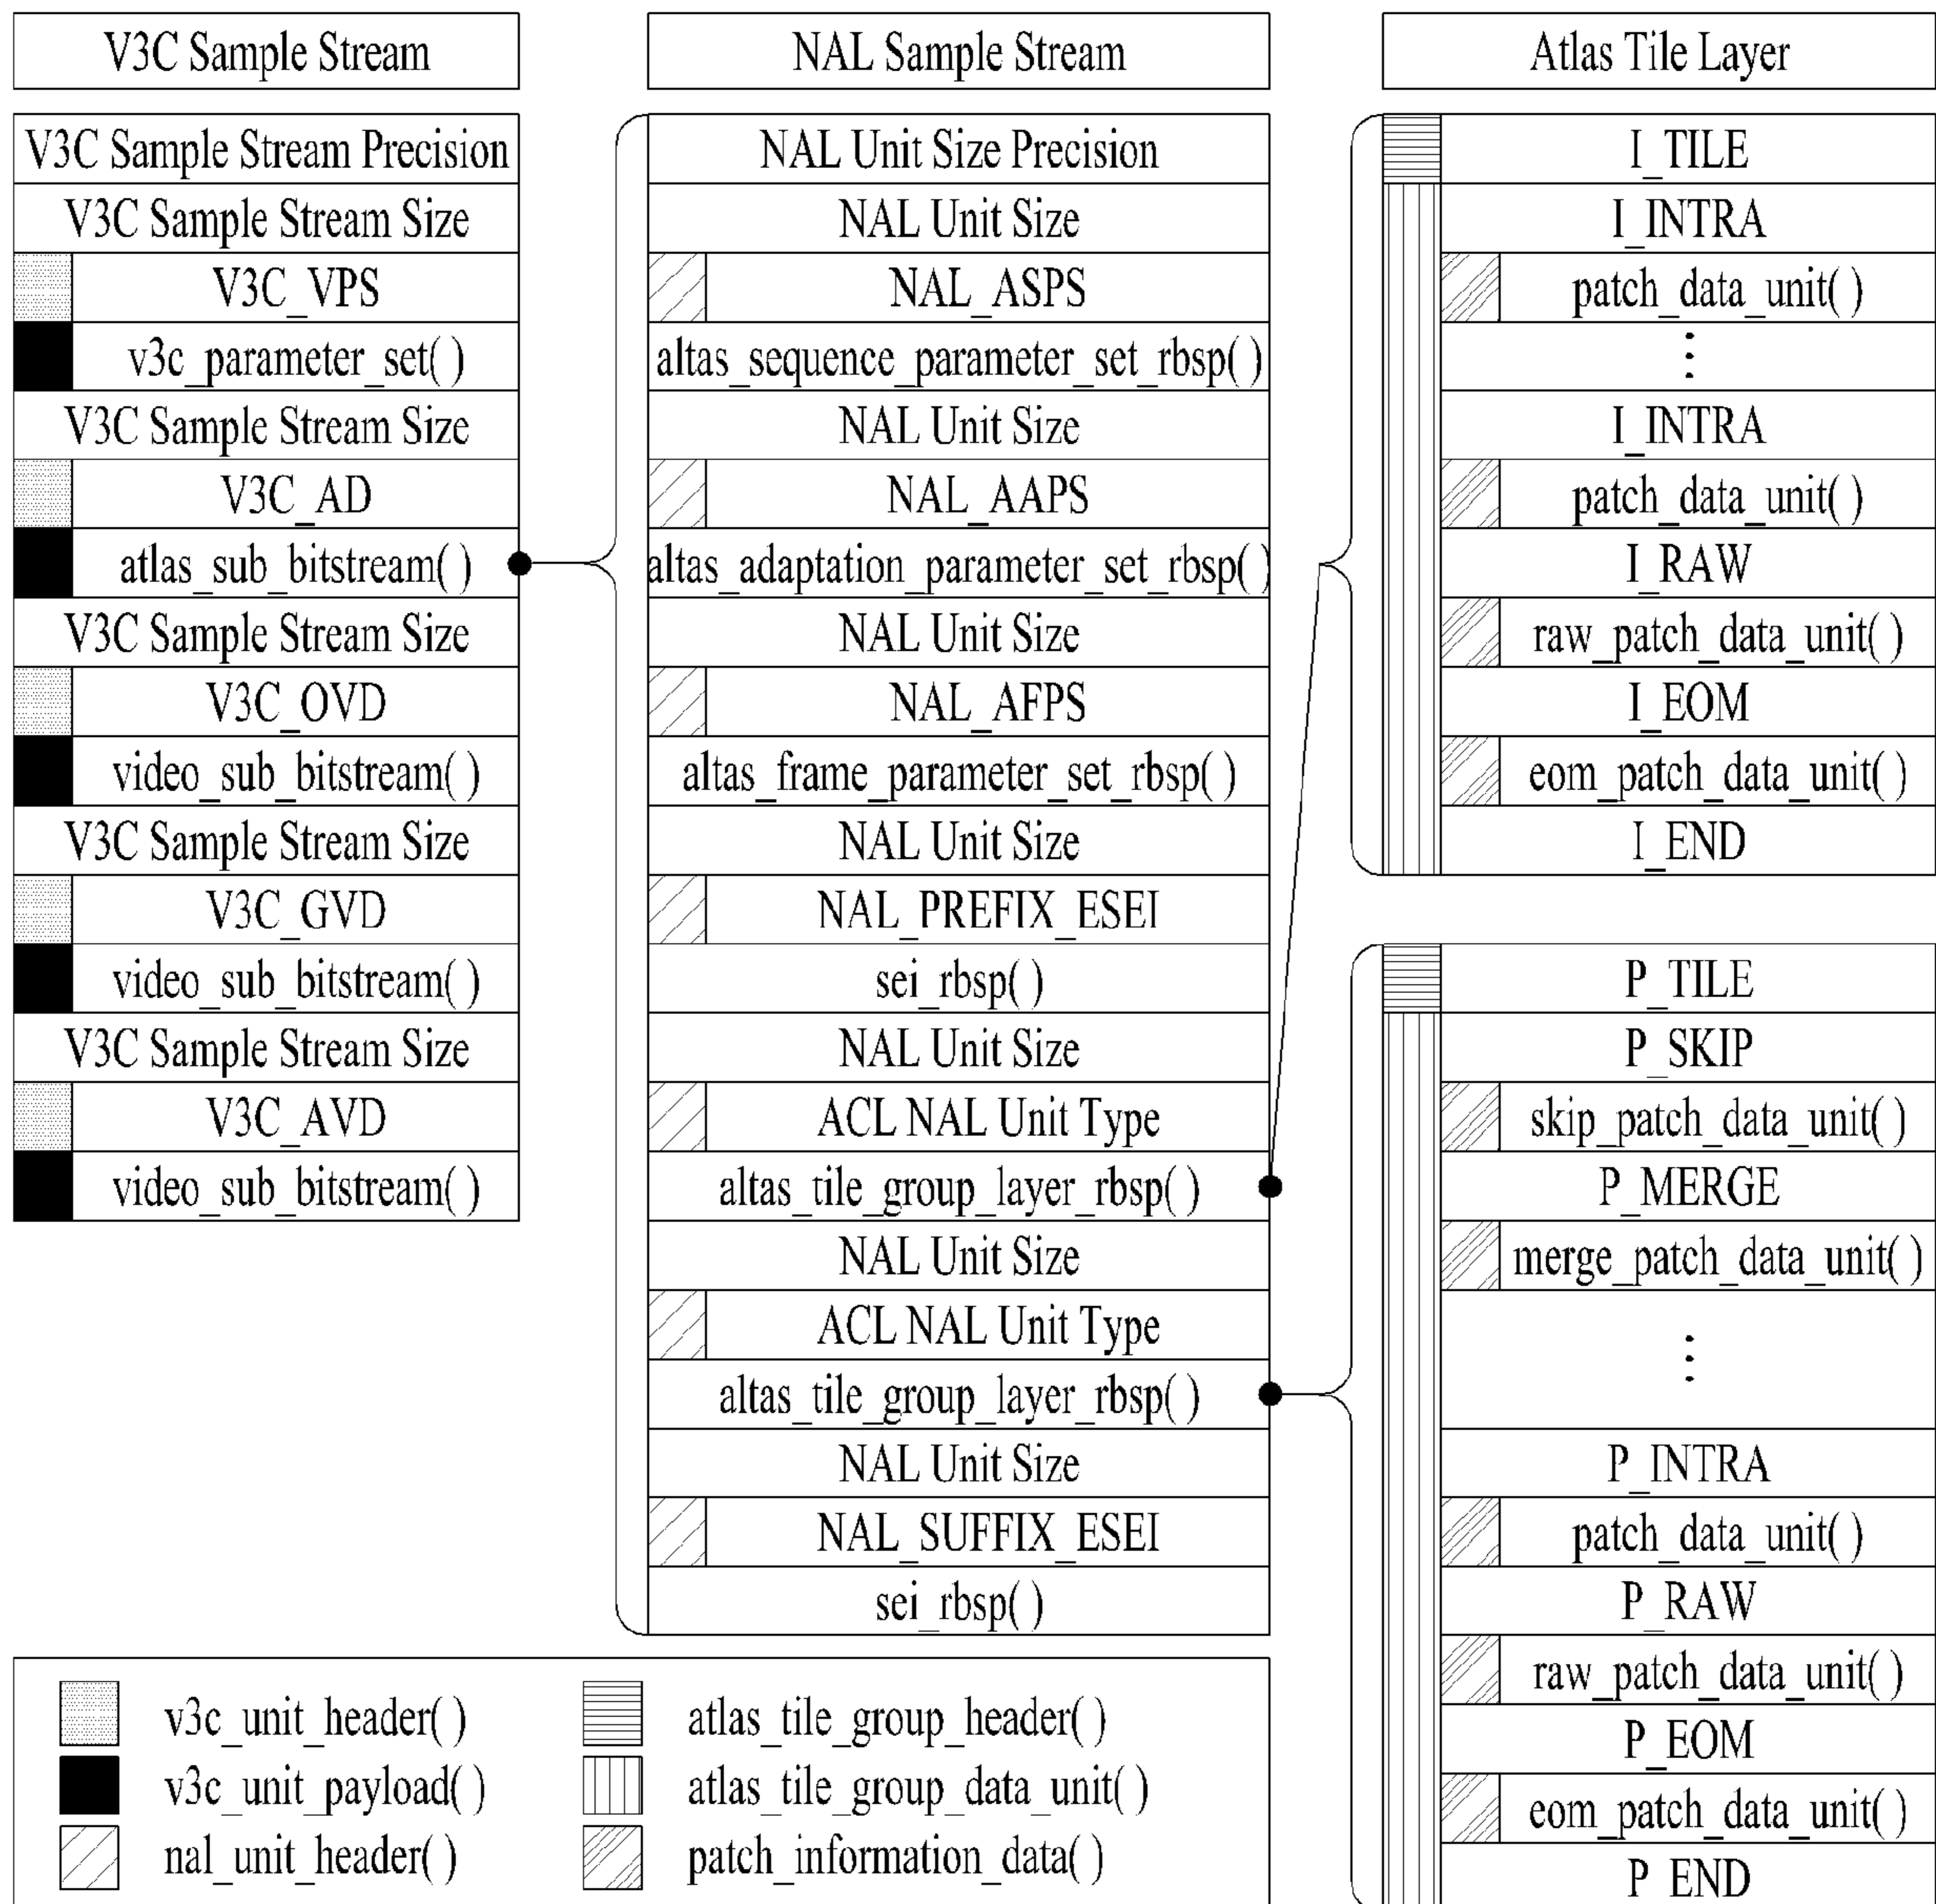 V3C Sample Stream
V3C Sample Stream Precision
V3C Sample Stream Size
V3C_VPS
v3c_parameter_set( )
V3C Sample Stream Size
V3C_AD
atlas_sub_bitstream( )
V3C Sample Stream Size
V3C_OVD
video_sub_bitstream( )
V3C Sample Stream Size
V3C_GVD
video_sub_bitstream( )
V3C Sample Stream Size
V3C_AVD
video_sub_bitstream( )
NAL Sample Stream
NAL Unit Size Precision
NAL Unit Size
NAL_ASPS
altas_sequence_parameter_set_rbsp( )
NAL Unit Size
NAL_AAPS
altas_adaptation_parameter_set_rbsp( )
NAL Unit Size
NAL_AFPS
altas_frame_parameter_set_rbsp( )
NAL Unit Size
NAL_PREFIX_ESEI
sei_rbsp( )
NAL Unit Size
ACL NAL Unit Type
altas_tile_group_layer_rbsp( )
NAL Unit Size
ACL NAL Unit Type
altas_tile_group_layer_rbsp( )
NAL Unit Size
NAL_SUFFIX_ESEI
sei_rbsp( )
Atlas Tile Layer
I_TILE
I_INTRA
patch_data_unit( )
⋮
I_INTRA
patch_data_unit( )
I_RAW
raw_patch_data_unit( )
I_EOM
eom_patch_data_unit( )
I_END
P_TILE
P_SKIP
skip_patch_data_unit( )
P_MERGE
merge_patch_data_unit( )
⋮
P_INTRA
patch_data_unit( )
P_RAW
raw_patch_data_unit( )
P_EOM
eom_patch_data_unit( )
P_END
v3c_unit_header( )
v3c_unit_payload( )
nal_unit_header( )
atlas_tile_group_header( )
atlas_tile_group_data_unit( )
patch_information_data( )